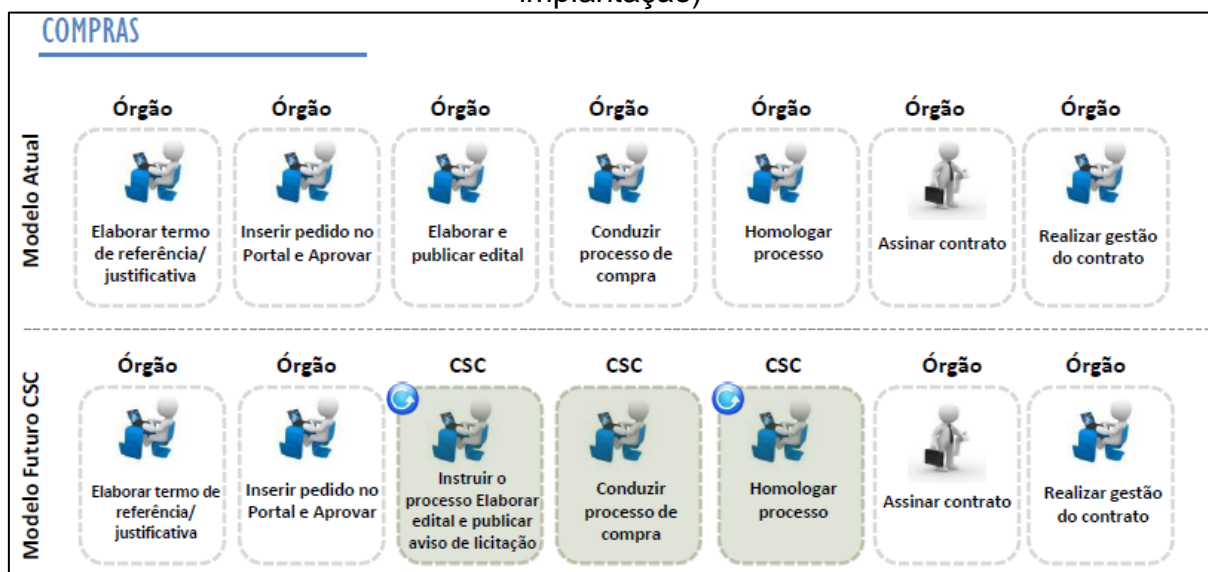 implantação)
COMPRAS
Modelo Atual
Órgão
Elaborar termo
de referência/
justificativa
Órgão
Inserir pedido no
Portal e Aprovar
Órgão
Elaborar e
publicar edital
Órgão
Conduzir
processo de
compra
Órgão
Homologar
processo
Órgão
Assinar contrato
Órgão
Realizar gestão
do contrato
Modelo Futuro CSC
Órgão
Elaborar termo de
referência/
justificativa
Órgão
Inserir pedido no
Portal e Aprovar
CSC
Instruir o
processo Elaborar
edital e publicar
aviso de licitação
CSC
Conduzir
processo de
compra
CSC
Homologar
processo
Órgão
Assinar contrato
Órgão
Realizar gestão
do contrato